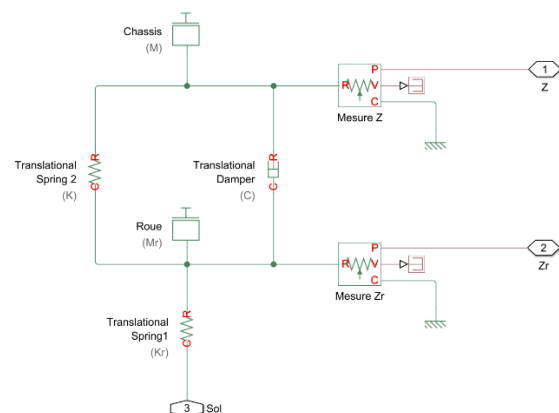 Chassis
(M)
P
R
V
C
Mesure Z
1
Z
R
C
Translational
Spring 2
(K)
Translational
Damper
(C)
R
C
Roue
(Mr)
P
R
V
C
Mesure Zr
2
Zr
Translational
Spring1
(Kr)
R
C
3
Sol